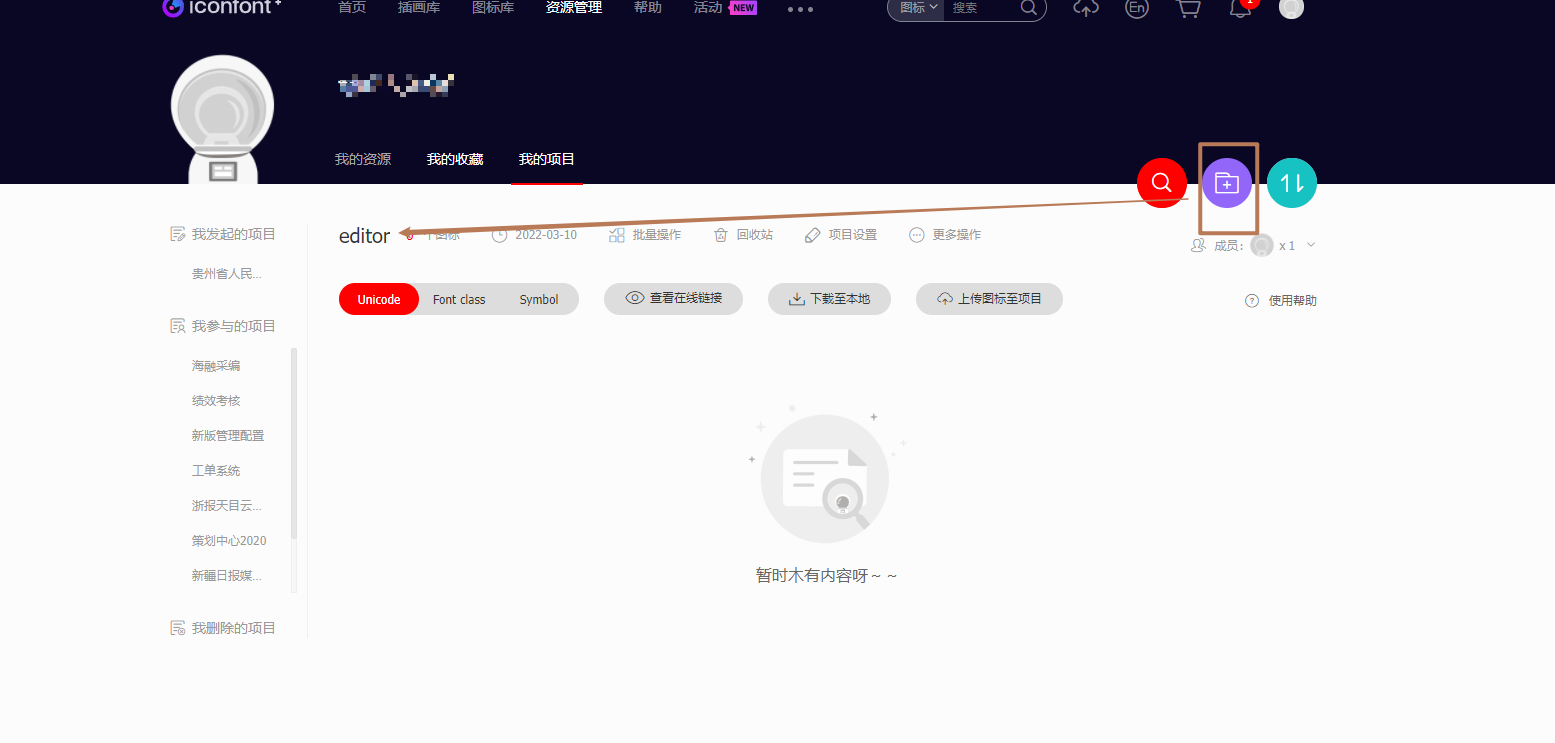 iconfont+ 首页 插画库 图标库 资源管理 帮助 活动 NEW 图标 搜索 En 1
我的资源 我的收藏 我的项目
我发起的项目
贵州省人民...
我参与的项目
海融采编
绩效考核
新版管理配置
工单系统
浙报天目云...
策划中心2020
新疆日报媒...
我删除的项目
editor 0 个图标 2022-03-10 批量操作 回收站 项目设置 更多操作
成员: x 1
Unicode Font class Symbol 查看在线链接 下载至本地 上传图标至项目 使用帮助
暂时木有内容呀～～